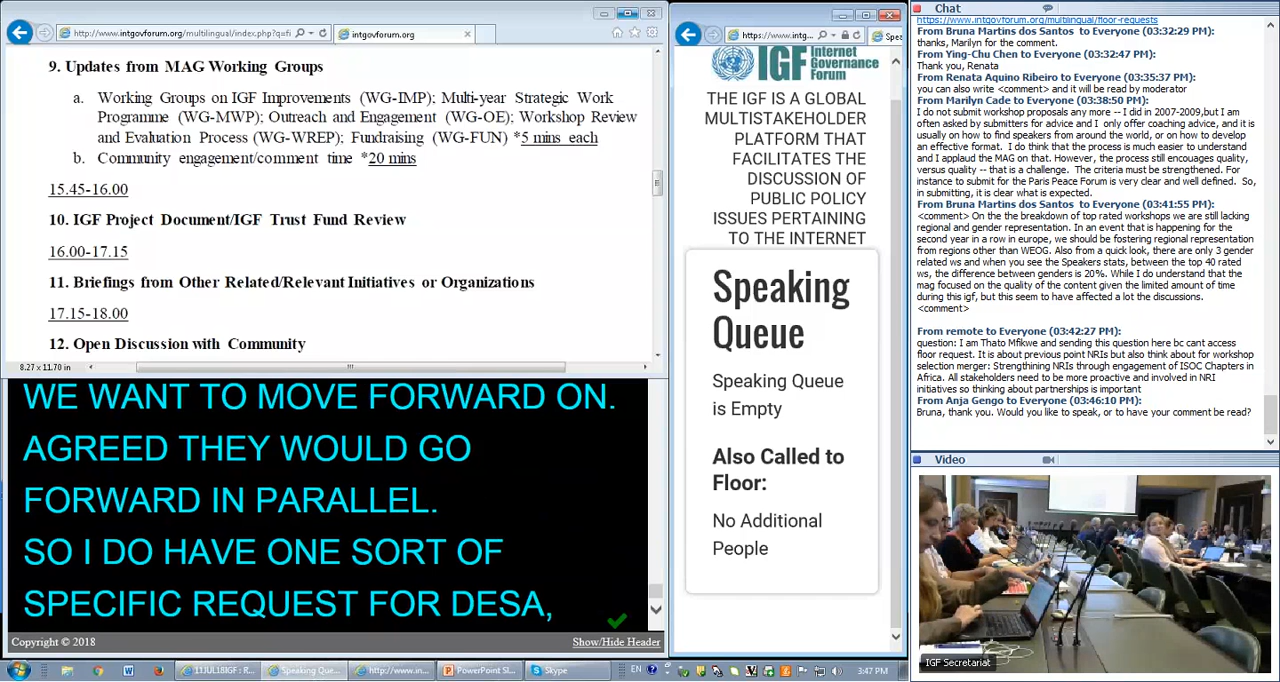 http://www.intgovforum.org/multilingual/index.php?q=fi
intgovforum.org
9. Updates from MAG Working Groups
a. Working Groups on IGF Improvements (WG-IMP); Multi-year Strategic Work
Programme (WG-MWP); Outreach and Engagement (WG-OE); Workshop Review
and Evaluation Process (WG-WREP); Fundraising (WG-FUN) *5 mins each
b. Community engagement/comment time *20 mins
15.45-16.00
10. IGF Project Document/IGF Trust Fund Review
16.00-17.15
11. Briefings from Other Related/Relevant Initiatives or Organizations
17.15-18.00
12. Open Discussion with Community
8.27 x 11.70 in
WE WANT TO MOVE FORWARD ON.
AGREED THEY WOULD GO
FORWARD IN PARALLEL.
SO I DO HAVE ONE SORT OF
SPECIFIC REQUEST FOR DESA,
Copyright © 2018
Show/Hide Header
https://www.intg...
Spea
IGF Internet
Governance
Forum
THE IGF IS A GLOBAL
MULTISTAKEHOLDER
PLATFORM THAT
FACILITATES THE
DISCUSSION OF
PUBLIC POLICY
ISSUES PERTAINING
TO THE INTERNET
Speaking
Queue
Speaking Queue
is Empty
Also Called to
Floor:
No Additional
People
Chat
https://www.intgovforum.org/multilingual/floor-requests
From Bruna Martins dos Santos to Everyone (03:32:29 PM):
thanks, Marilyn for the comment.
From Ying-Chu Chen to Everyone (03:32:47 PM):
Thank you, Renata
From Renata Aquino Ribeiro to Everyone (03:35:37 PM):
you can also write <comment> and it will be read by moderator
From Marilyn Cade to Everyone (03:38:50 PM):
I do not submit workshop proposals any more -- I did in 2007-2009,but I am
often asked by submitters for advice and I only offer coaching advice, and it is
usually on how to find speakers from around the world, or on how to develop
an effective format. I do think that the process is much easier to understand
and I applaud the MAG on that. However, the process still encouages quality,
versus quality -- that is a challenge. The criteria must be strengthened. For
instance to submit for the Paris Peace Forum is very clear and well defined. So,
in submitting, it is clear what is expected.
From Bruna Martins dos Santos to Everyone (03:41:55 PM):
<comment> On the the breakdown of top rated workshops we are still lacking
regional and gender representation. In an event that is happening for the
second year in a row in europe, we should be fostering regional representation
from regions other than WEOG. Also from a quick look, there are only 3 gender
related ws and when you see the Speakers stats, between the top 40 rated
ws, the difference between genders is 20%. While I do understand that the
mag focused on the quality of the content given the limited amount of time
during this igf, but this seem to have affected a lot the discussions.
<comment>
From remote to Everyone (03:42:27 PM):
question: I am Thato Mfikwe and sending this question here bc cant access
floor request. It is about previous point NRIs but also think about for workshop
selection merger: Strengthining NRIs through engagement of ISOC Chapters in
Africa. All stakeholders need to be more proactive and involved in NRI
initiatives so thinking about partnerships is important
From Anja Gengo to Everyone (03:46:10 PM):
Bruna, thank you. Would you like to speak, or to have your comment be read?
Video
IGF Secretariat
11JUL18IGF : R...
Speaking Que...
http://www.in...
PowerPoint Sl...
Skype
EN
3:47 PM